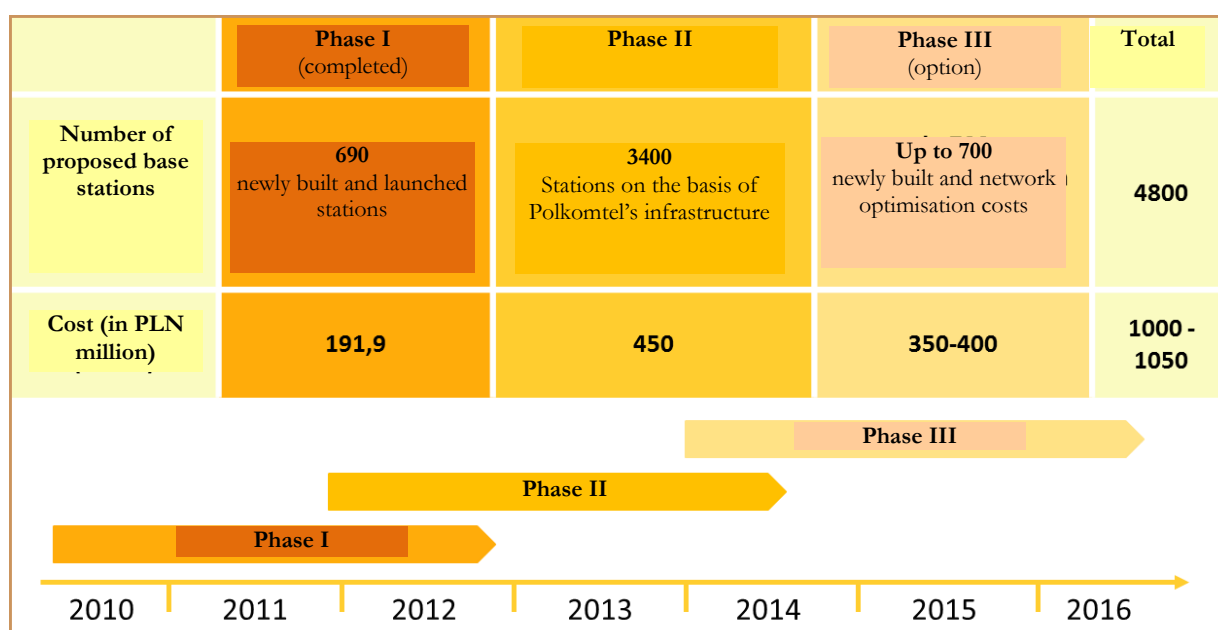 Phase I
(completed)
Phase II
Phase III
(option)
Total
Number of
proposed base
stations
690
newly built and launched
stations
3400
Stations on the basis of
Polkomtel's infrastructure
Up to 700
newly built and network
optimisation costs
4800
Cost (in PLN
million)
191,9
450
350-400
1000 -
1050
Phase III
Phase II
Phase I
2010
2011
2012
2013
2014
2015
2016